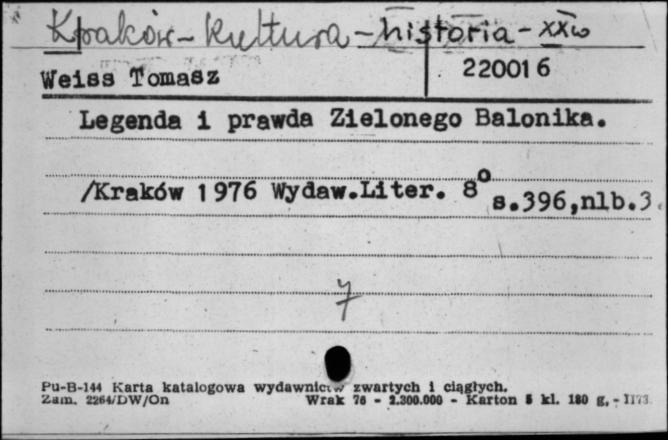 Kraków - kultura - historia - XXw
Weiss Tomasz
220016
Legenda i prawda Zielonego Balonika.
/Kraków 1976 Wydaw.Liter. 8° s.396,nlb.3.
7
Pu-B-144 Karta katalogowa wydawnictw zwartych i ciągłych.
Zam. 2264/DW/On Wrak 76 - 2.300.000 - Karton 5 kl. 180 g.